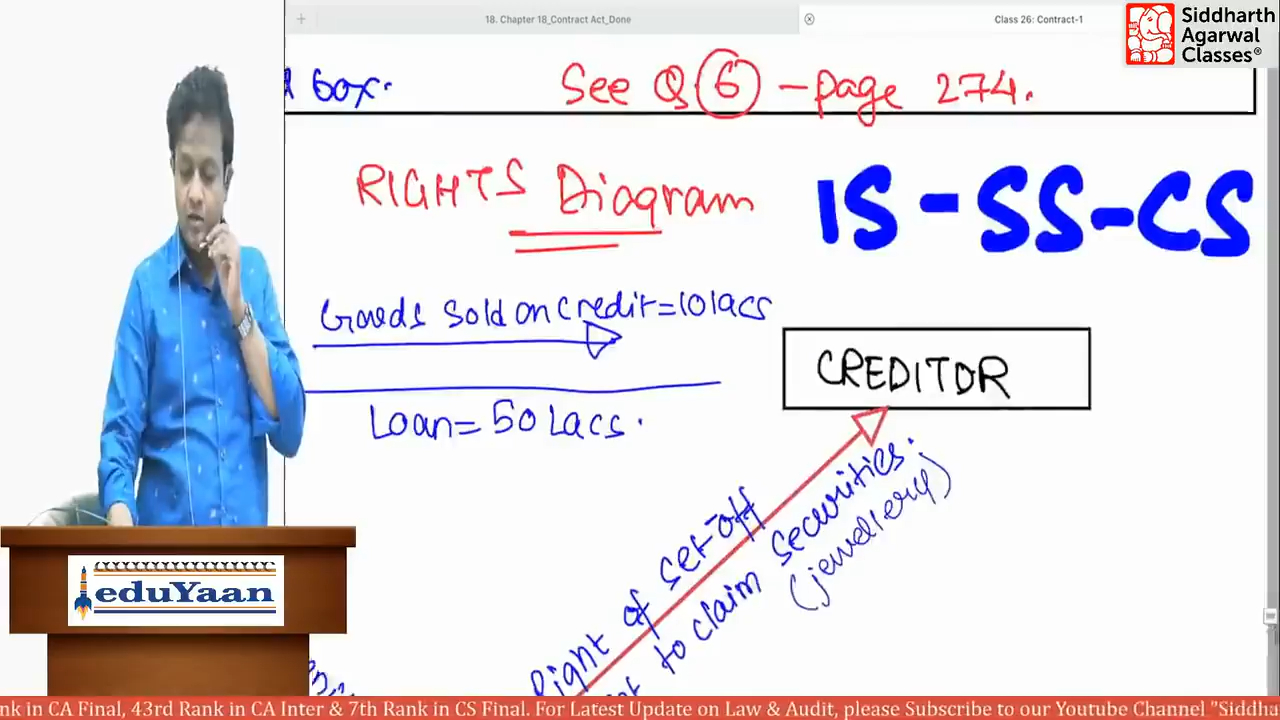 18. Chapter 18_Contract Act_Done
Class 26: Contract-1
Siddharth
Agarwal
Classes®
box. See Q 6 - page 274.
RIGHTS Diagram
IS-SS-CS
Goods sold on credit=10 lacs
CREDITOR
Loan= 50 Lacs.
Right of set-off
to claim securities.
(jewellery)
eduYaan
nk in CA Final, 43rd Rank in CA Inter & 7th Rank in CS Final. For Latest Update on Law & Audit, please Subscribe to our Youtube Channel "Siddha